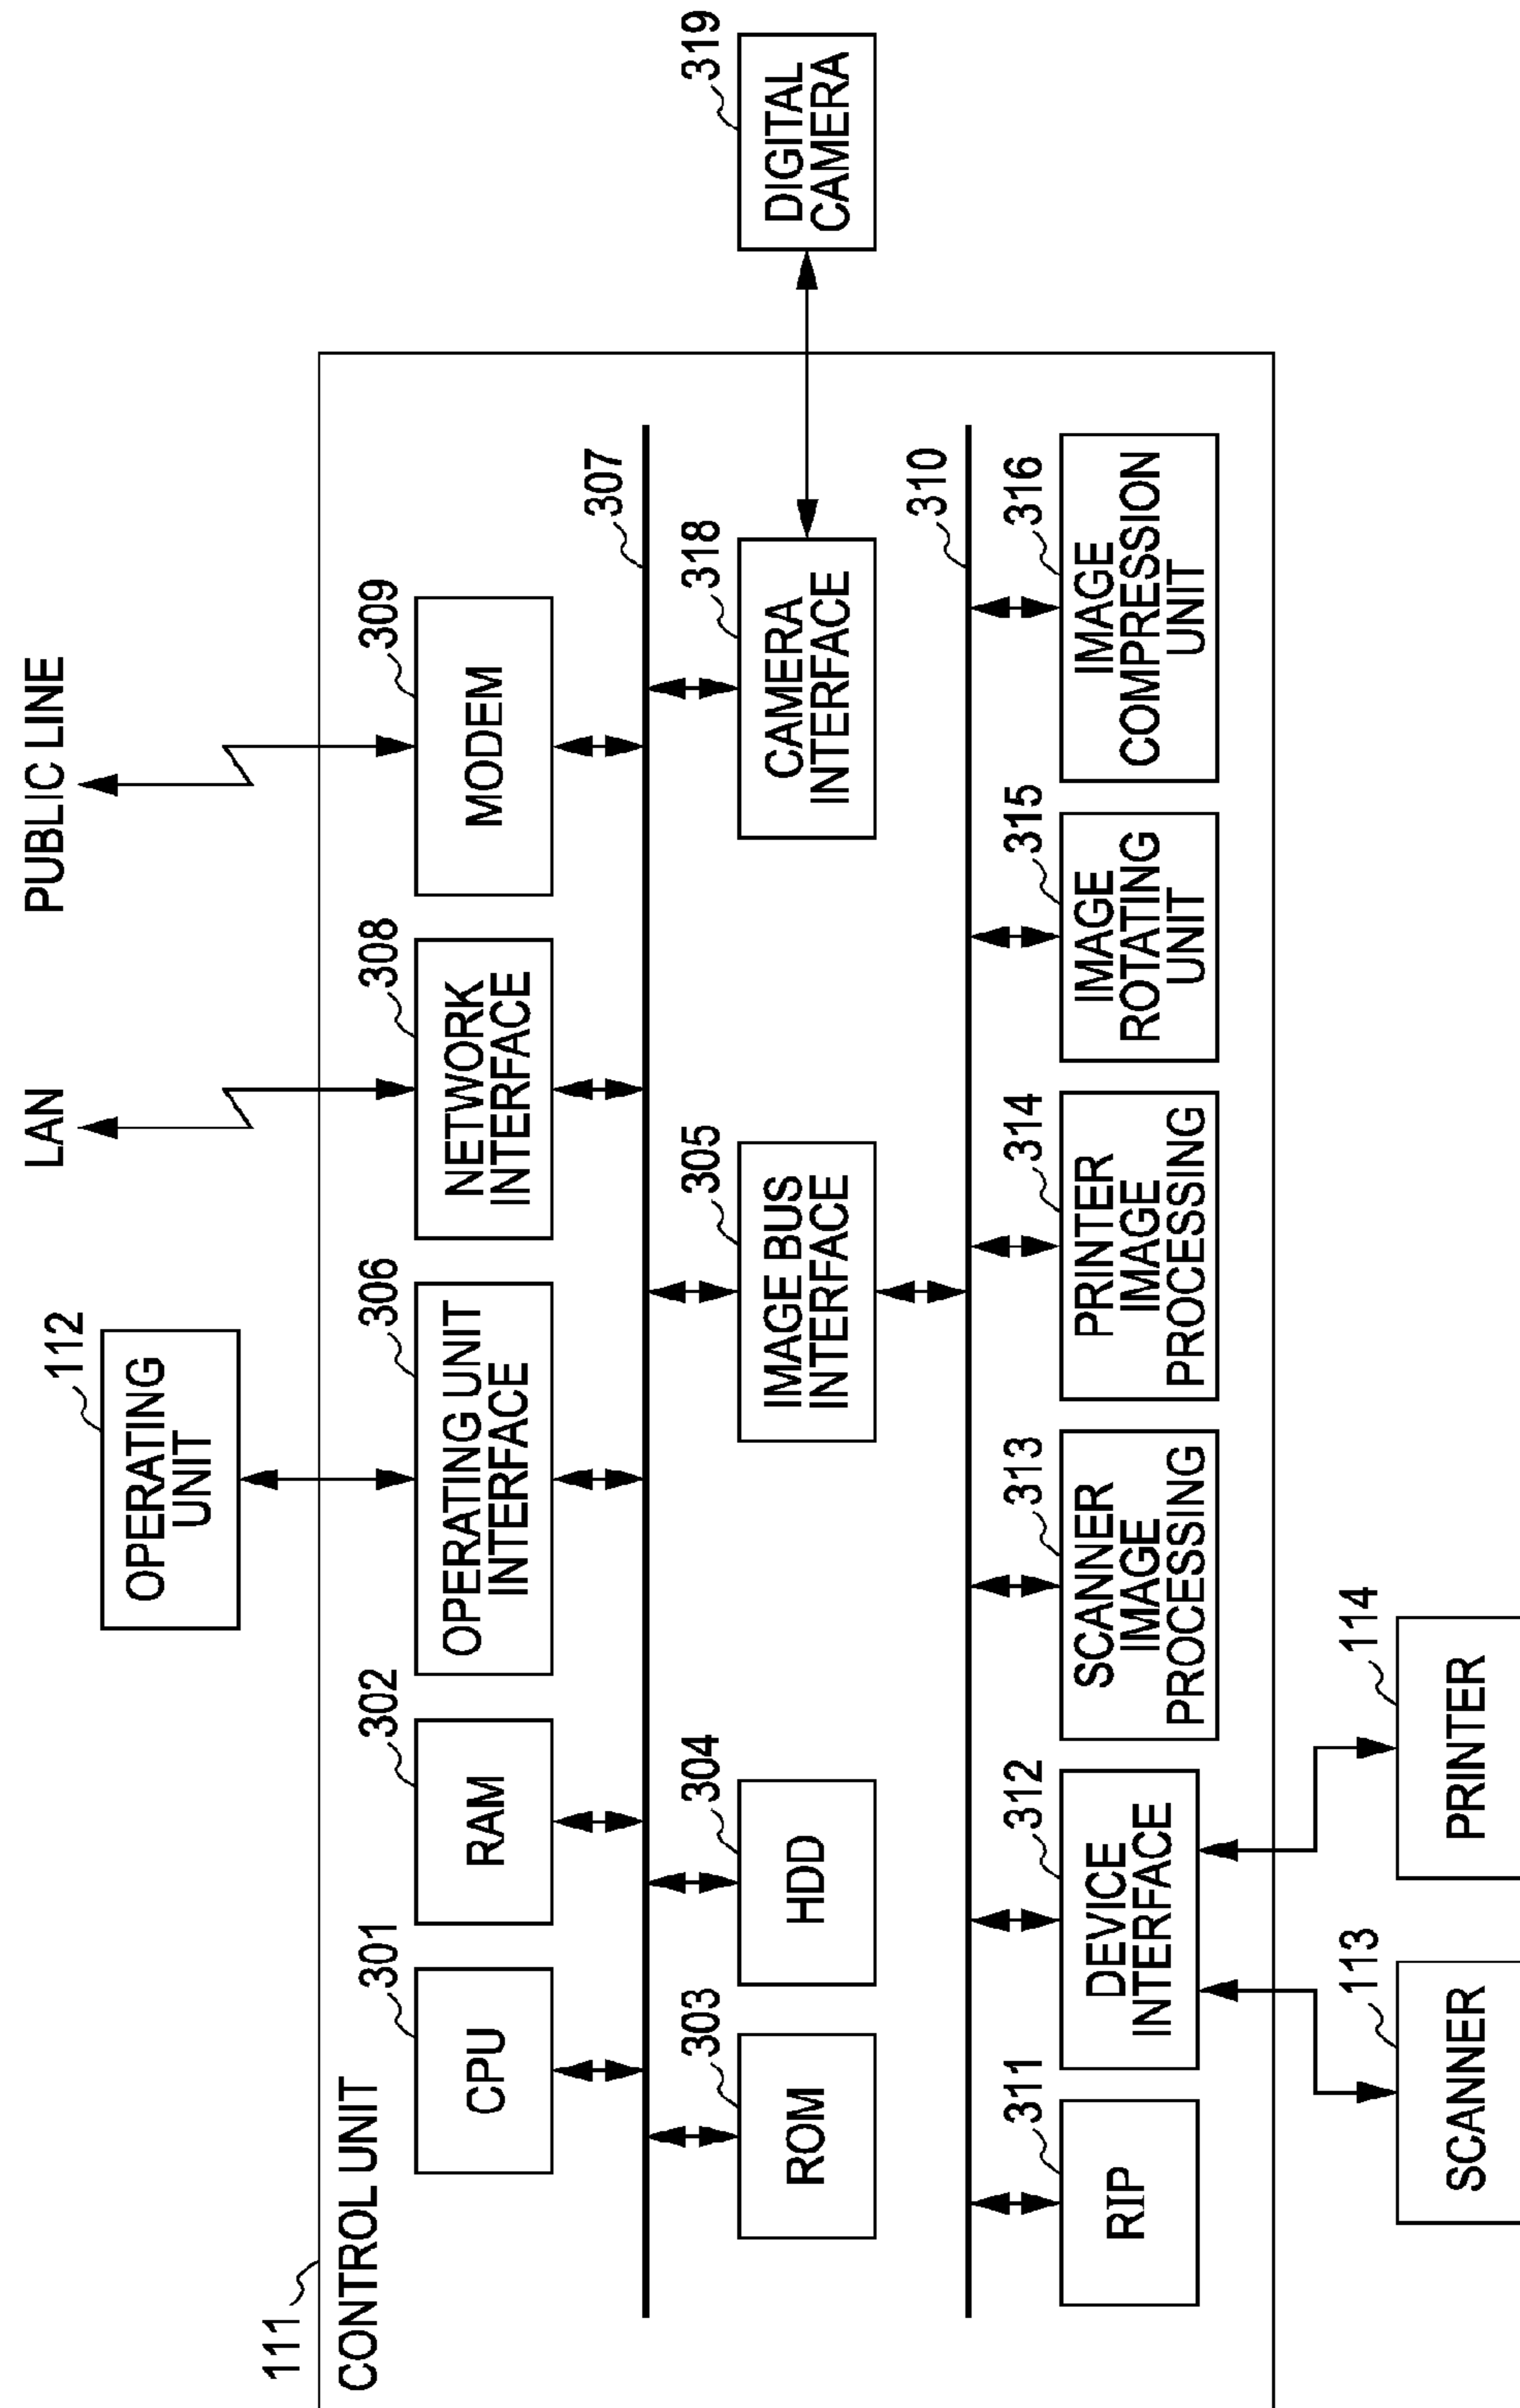 111
CONTROL UNIT
OPERATING
UNIT
112
LAN
PUBLIC LINE
CPU
301
RAM
302
OPERATING UNIT
INTERFACE
306
NETWORK
INTERFACE
308
MODEM
309
307
ROM
303
HDD
304
IMAGE BUS
INTERFACE
305
CAMERA
INTERFACE
318
DIGITAL
CAMERA
319
310
RIP
311
DEVICE
INTERFACE
312
SCANNER
IMAGE
PROCESSING
313
PRINTER
IMAGE
PROCESSING
314
IMAGE
ROTATING
UNIT
315
IMAGE
COMPRESSION
UNIT
316
SCANNER
113
PRINTER
114